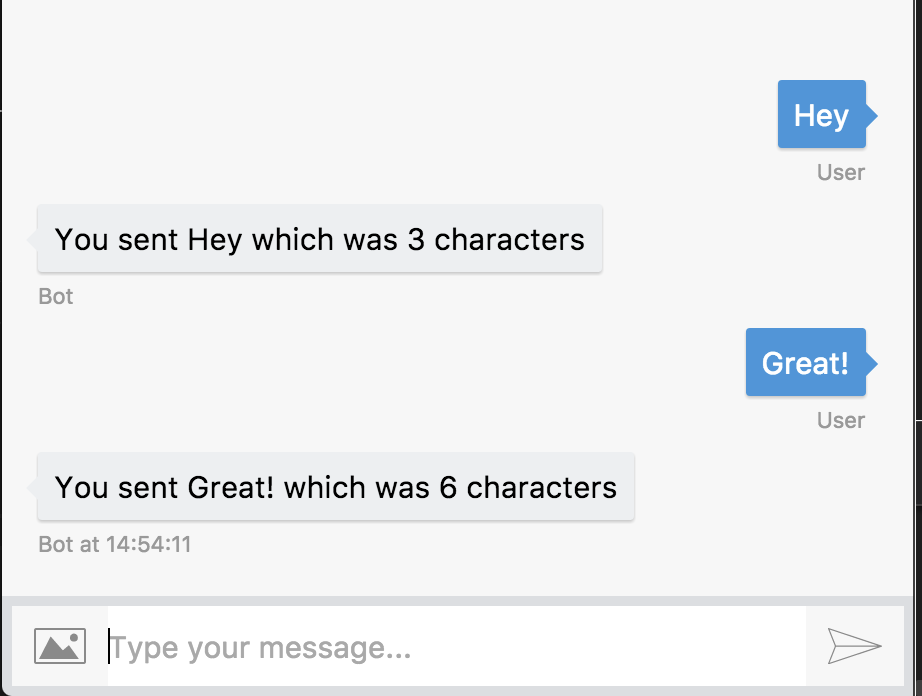 Hey
User
You sent Hey which was 3 characters
Bot
Great!
User
You sent Great! which was 6 characters
Bot at 14:54:11
Type your message...